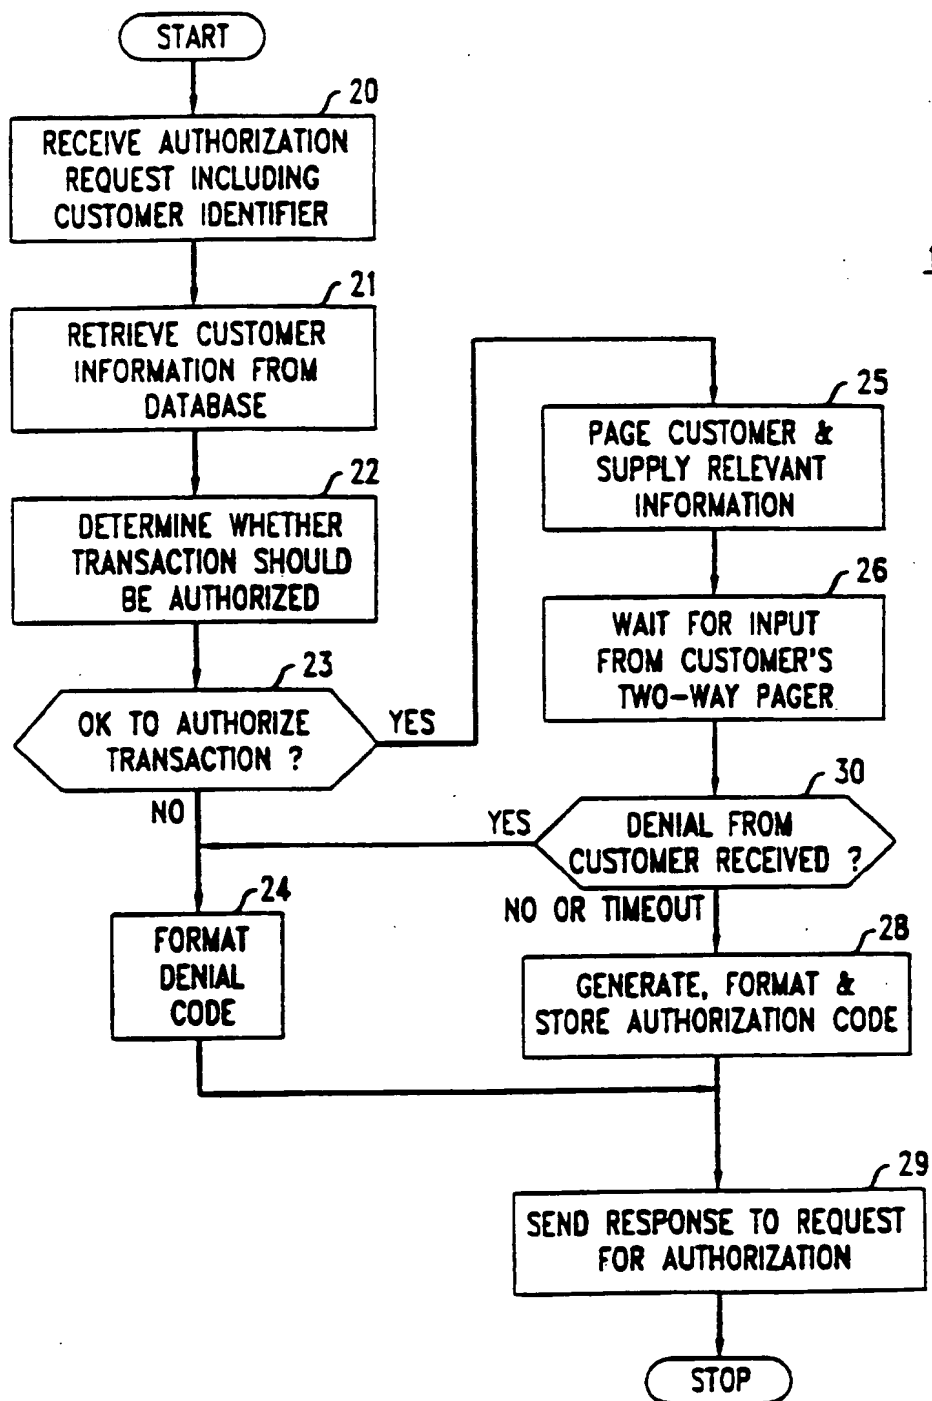 START
20
RECEIVE AUTHORIZATION
REQUEST INCLUDING
CUSTOMER IDENTIFIER
21
RETRIEVE CUSTOMER
INFORMATION FROM
DATABASE
22
DETERMINE WHETHER
TRANSACTION SHOULD
BE AUTHORIZED
23
OK TO AUTHORIZE
TRANSACTION ?
YES
NO
24
FORMAT
DENIAL
CODE
25
PAGE CUSTOMER &
SUPPLY RELEVANT
INFORMATION
26
WAIT FOR INPUT
FROM CUSTOMER'S
TWO-WAY PAGER
30
DENIAL FROM
CUSTOMER RECEIVED ?
YES
NO OR TIMEOUT
28
GENERATE, FORMAT &
STORE AUTHORIZATION CODE
29
SEND RESPONSE TO REQUEST
FOR AUTHORIZATION
STOP